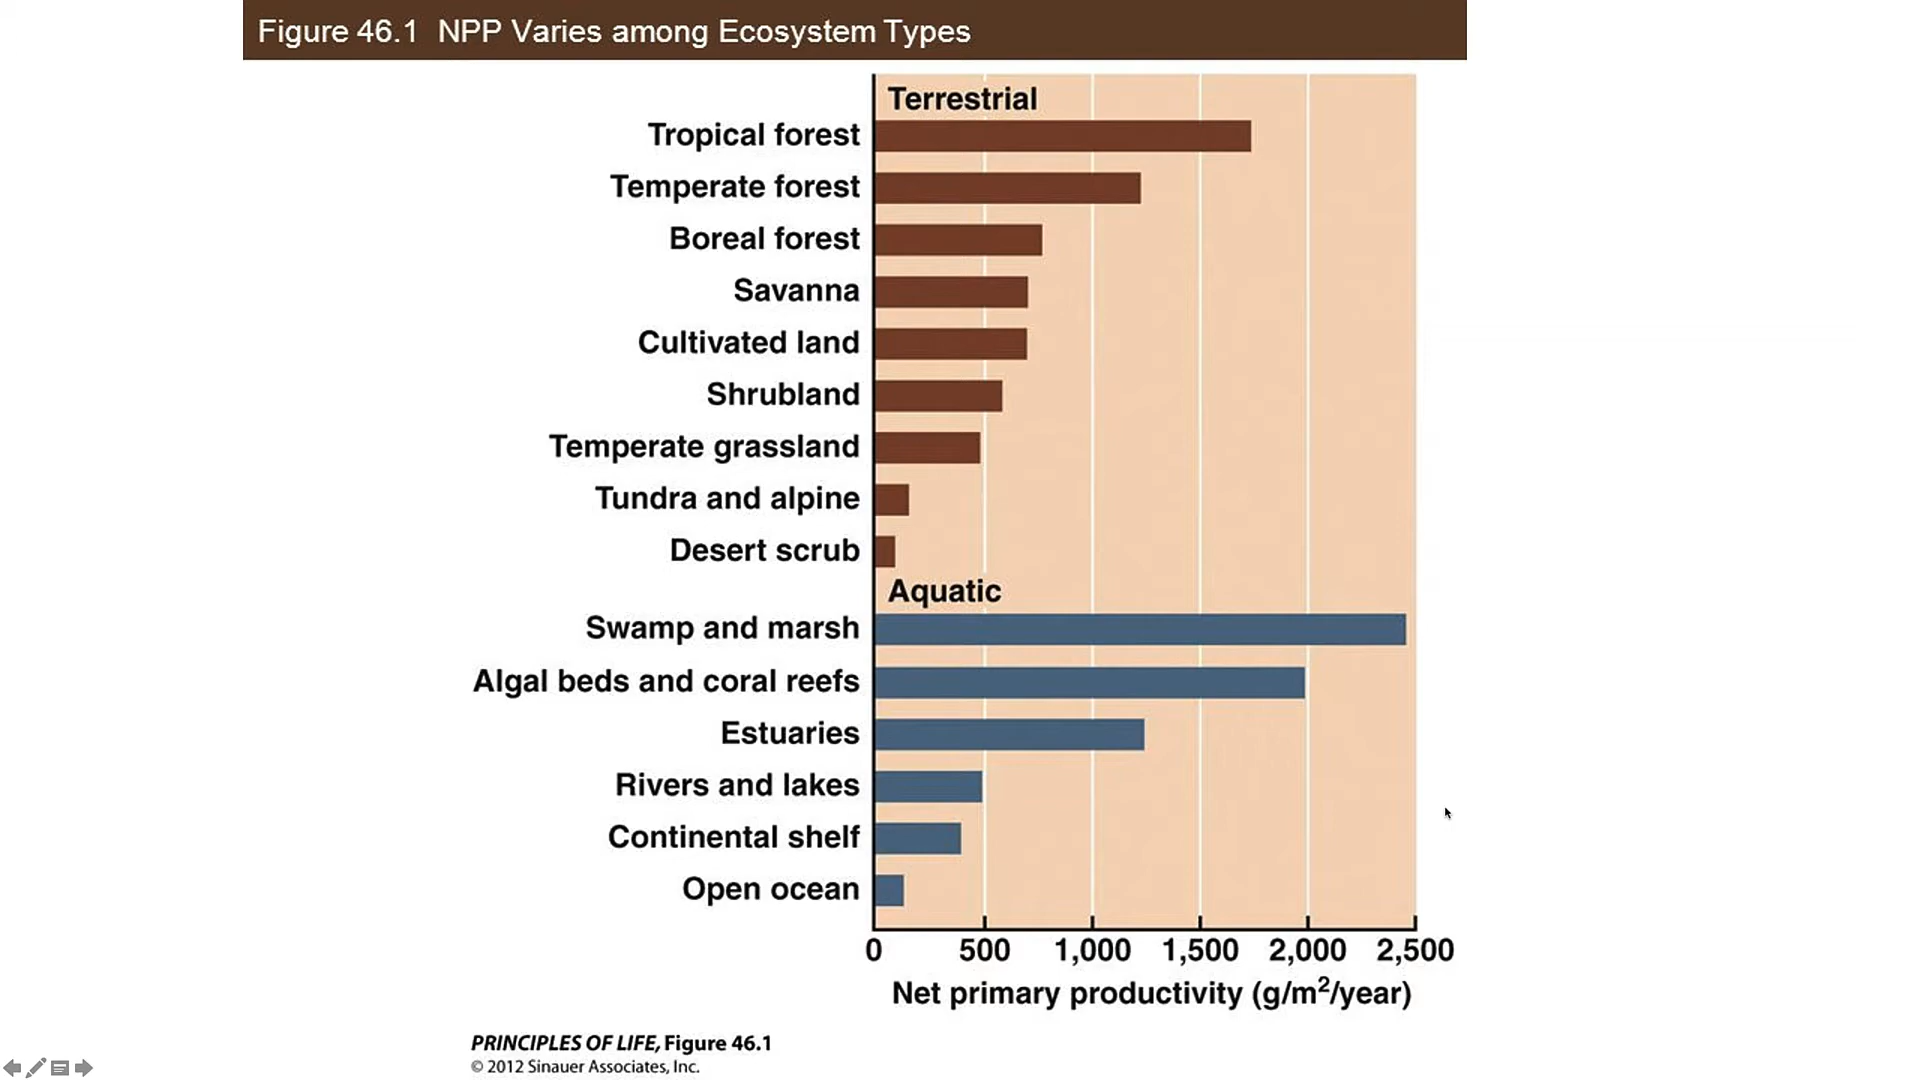 Figure 46.1 NPP Varies among Ecosystem Types
Terrestrial
Tropical forest
Temperate forest
Boreal forest
Savanna
Cultivated land
Shrubland
Temperate grassland
Tundra and alpine
Desert scrub
Aquatic
Swamp and marsh
Algal beds and coral reefs
Estuaries
Rivers and lakes
Continental shelf
Open ocean
0 500 1,000 1,500 2,000 2,500
Net primary productivity (g/m²/year)
PRINCIPLES OF LIFE, Figure 46.1
© 2012 Sinauer Associates, Inc.